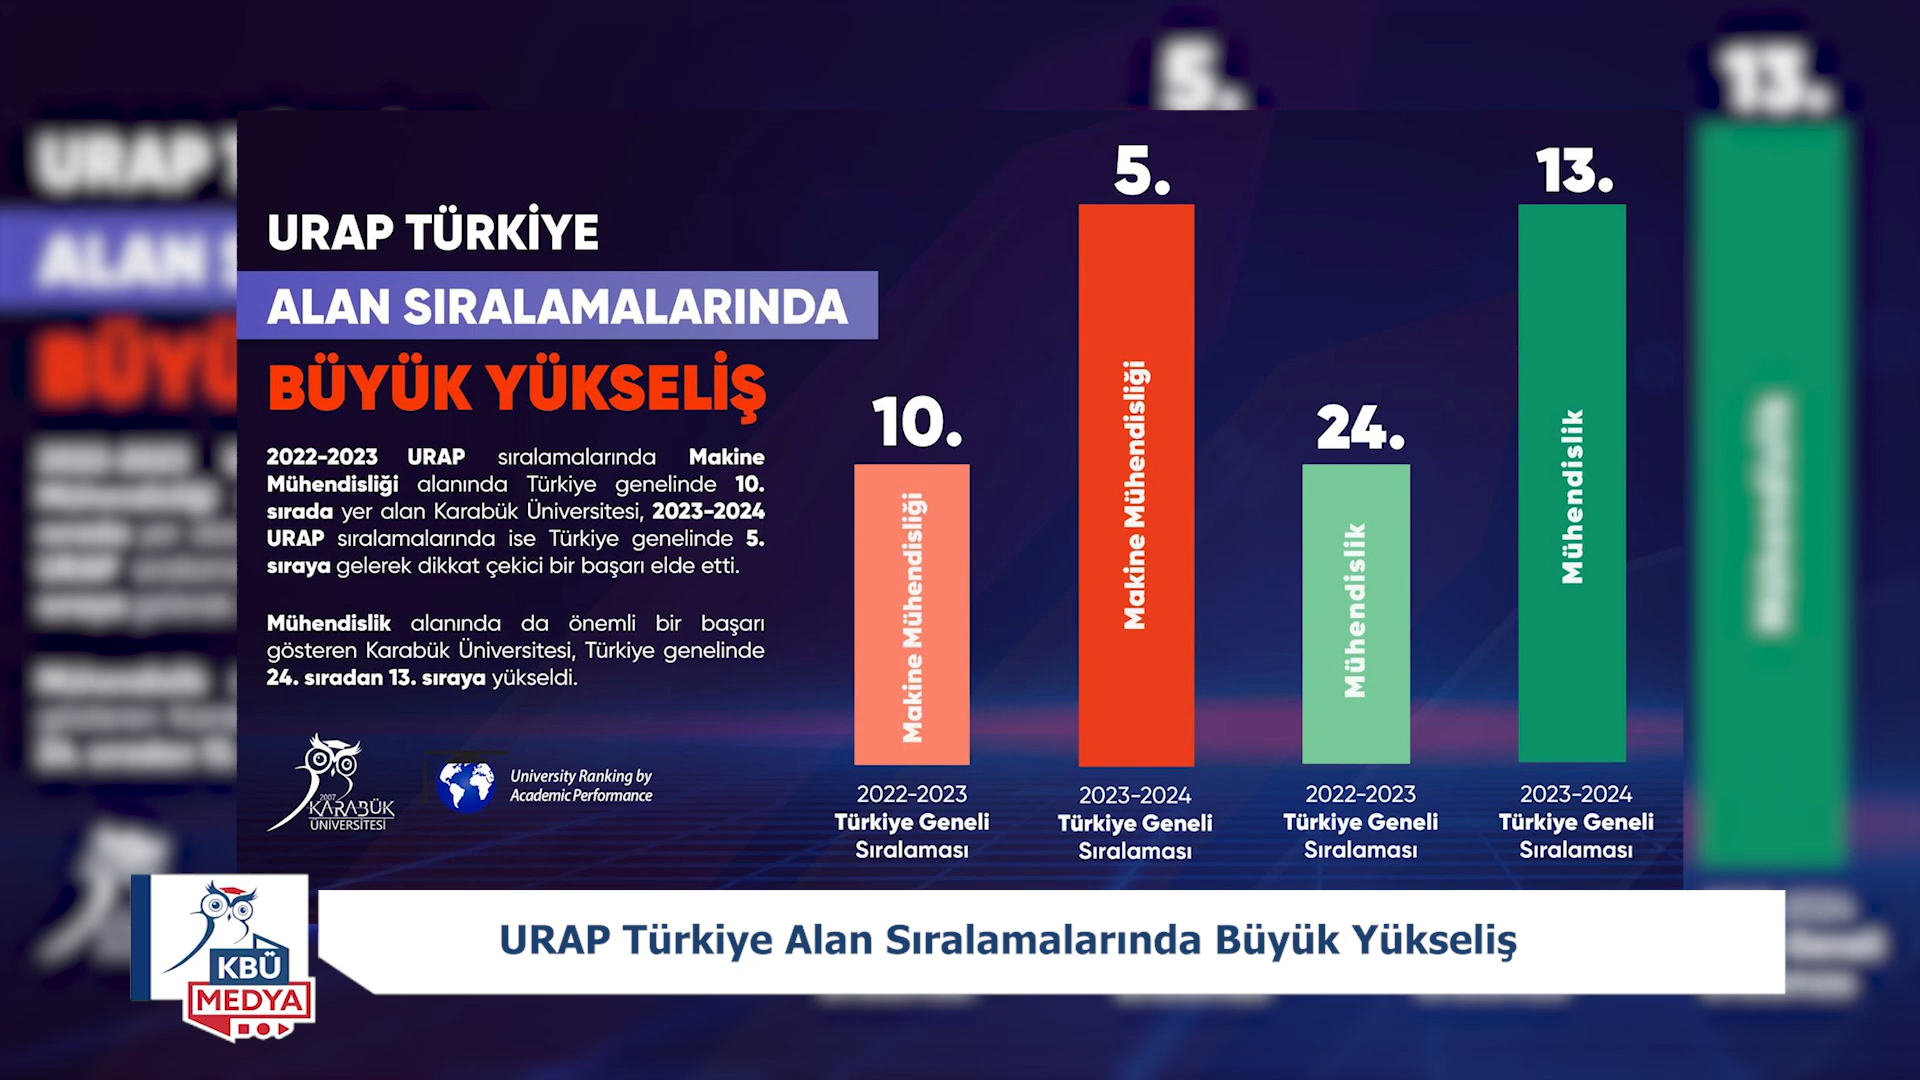 URAP TÜRKİYE
ALAN SIRALAMALARINDA
BÜYÜK YÜKSELİŞ
2022-2023 URAP sıralamalarında Makine
Mühendisliği alanında Türkiye genelinde 10.
sırada yer alan Karabük Üniversitesi, 2023-2024
URAP sıralamalarında ise Türkiye genelinde 5.
sıraya gelerek dikkat çekici bir başarı elde etti.
Mühendislik alanında da önemli bir başarı
gösteren Karabük Üniversitesi, Türkiye genelinde
24. sıradan 13. sıraya yükseldi.
2007
KARABÜK
ÜNİVERSİTESİ
University Ranking by
Academic Performance
10.
Makine Mühendisliği
2022-2023
Türkiye Geneli
Sıralaması
5.
Makine Mühendisliği
2023-2024
Türkiye Geneli
Sıralaması
24.
Mühendislik
2022-2023
Türkiye Geneli
Sıralaması
13.
Mühendislik
2023-2024
Türkiye Geneli
Sıralaması
KBÜ
MEDYA
URAP Türkiye Alan Sıralamalarında Büyük Yükseliş